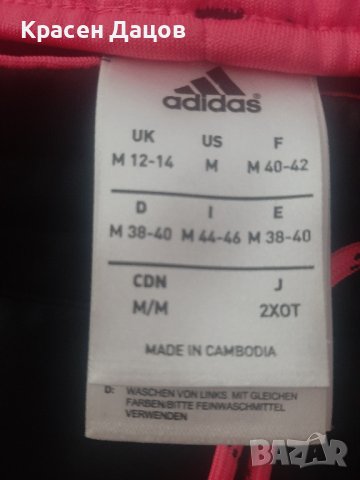 Красен Дацов
adidas®
UK US F
M 12-14 M M 40-42
D I E
M 38-40 M 44-46 M 38-40
CDN J
M/M 2XOT
MADE IN CAMBODIA
D: WASCHEN VON LINKS. MIT GLEICHEN
FARBEN/BITTE FEINWASCHMITTEL
VERWENDEN
BAZAR